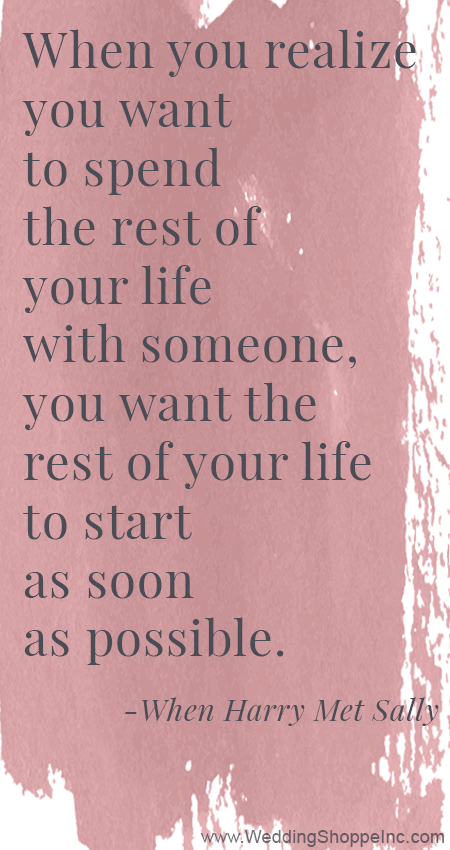 When you realize
you want
to spend
the rest of
your life
with someone,
you want the
rest of your life
to start
as soon
as possible.
-When Harry Met Sally
www.WeddingShoppeInc.com